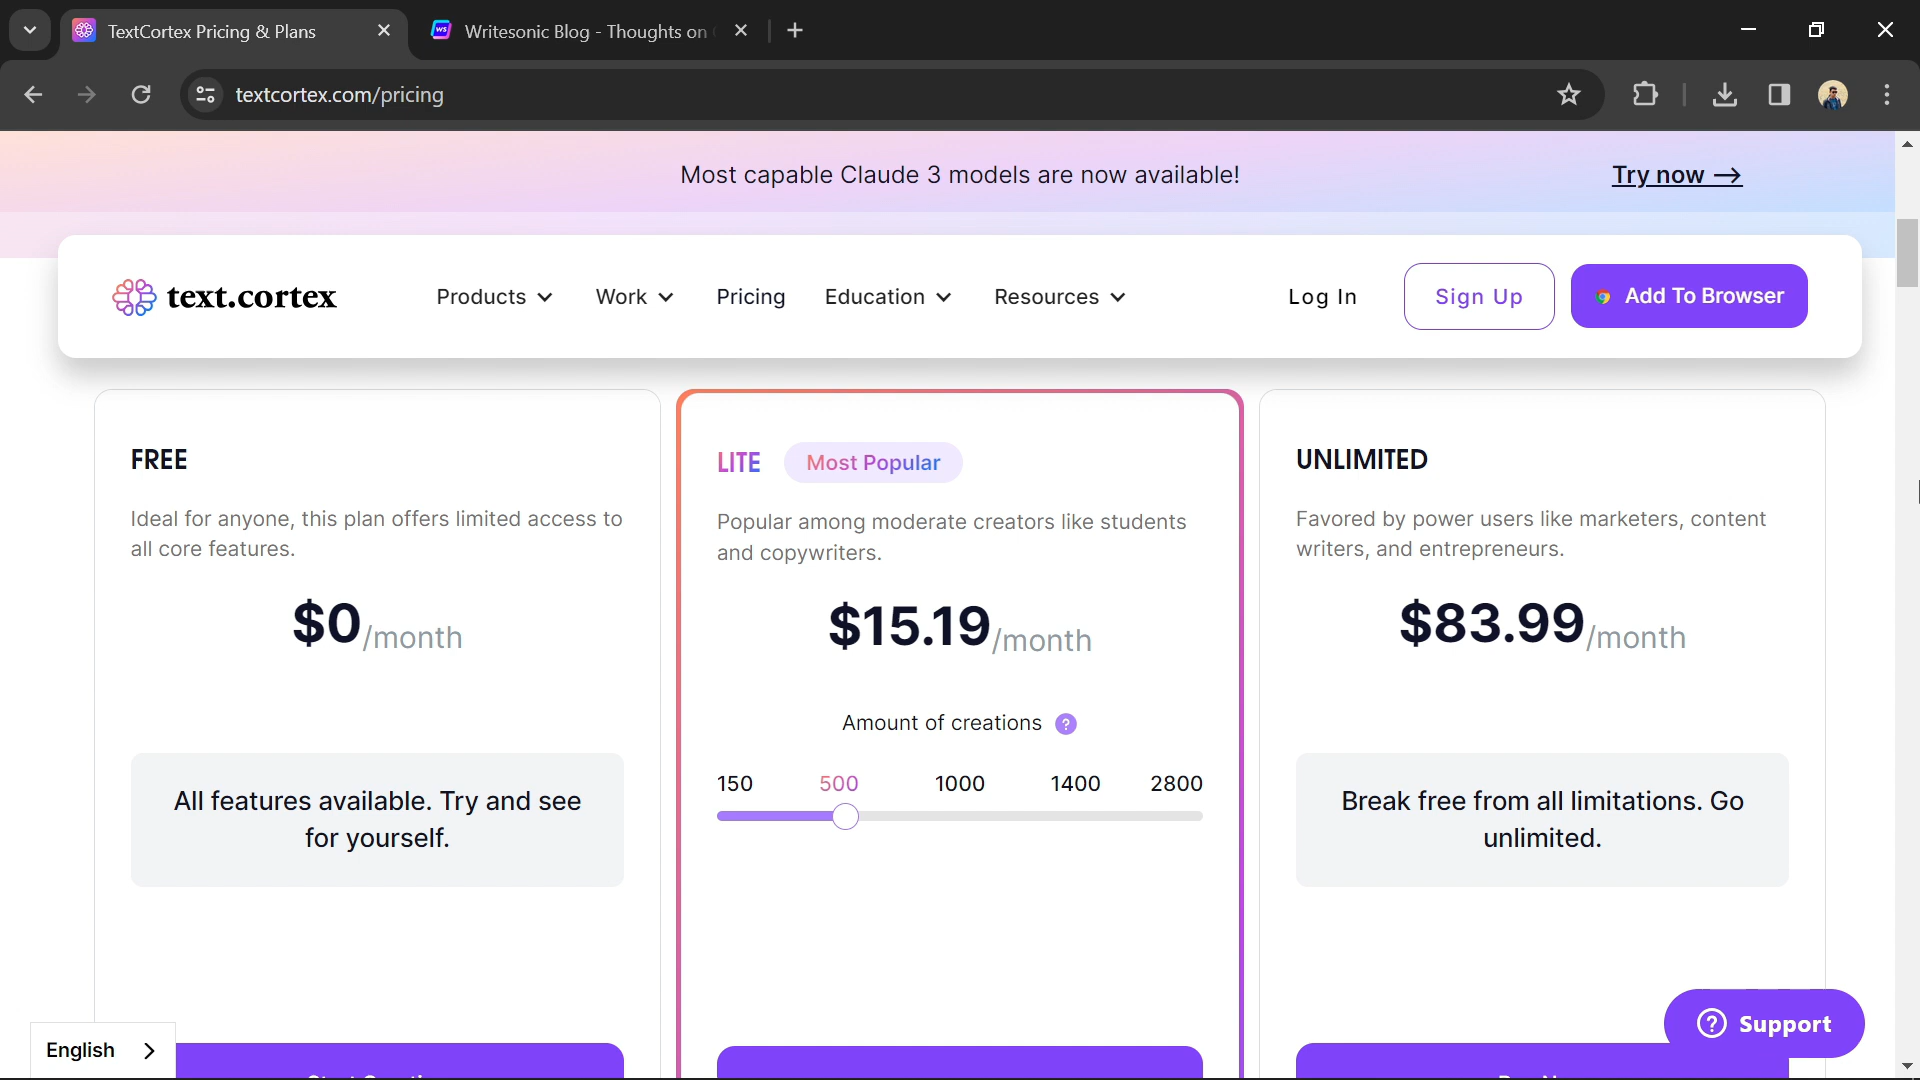 TextCortex Pricing & Plans
Writesonic Blog - Thoughts on
textcortex.com/pricing
Most capable Claude 3 models are now available!
Try now →
text.cortex
Products
Work
Pricing
Education
Resources
Log In
Sign Up
Add To Browser
FREE
Ideal for anyone, this plan offers limited access to
all core features.
$0/month
All features available. Try and see
for yourself.
LITE
Most Popular
Popular among moderate creators like students
and copywriters.
$15.19/month
Amount of creations ?
150 500 1000 1400 2800
UNLIMITED
Favored by power users like marketers, content
writers, and entrepreneurs.
$83.99/month
Break free from all limitations. Go
unlimited.
English
? Support